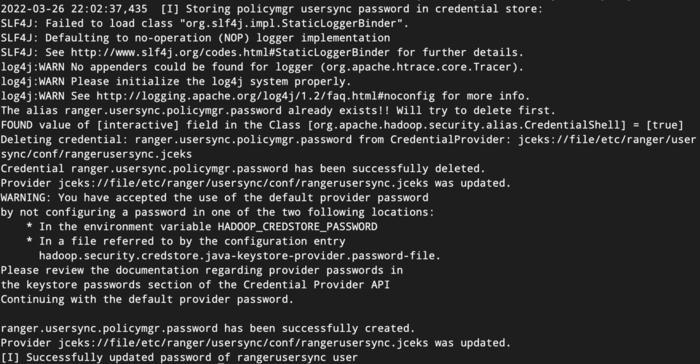 2022-03-26 22:02:37,435  [I] Storing policymgr usersync password in credential store:
SLF4J: Failed to load class "org.slf4j.impl.StaticLoggerBinder".
SLF4J: Defaulting to no-operation (NOP) logger implementation
SLF4J: See http://www.slf4j.org/codes.html#StaticLoggerBinder for further details.
log4j:WARN No appenders could be found for logger (org.apache.htrace.core.Tracer).
log4j:WARN Please initialize the log4j system properly.
log4j:WARN See http://logging.apache.org/log4j/1.2/faq.html#noconfig for more info.
The alias ranger.usersync.policymgr.password already exists!! Will try to delete first.
FOUND value of [interactive] field in the Class [org.apache.hadoop.security.alias.CredentialShell] = [true]
Deleting credential: ranger.usersync.policymgr.password from CredentialProvider: jceks://file/etc/ranger/user
sync/conf/rangerusersync.jceks
Credential ranger.usersync.policymgr.password has been successfully deleted.
Provider jceks://file/etc/ranger/usersync/conf/rangerusersync.jceks was updated.
WARNING: You have accepted the use of the default provider password
by not configuring a password in one of the two following locations:
    * In the environment variable HADOOP_CREDSTORE_PASSWORD
    * In a file referred to by the configuration entry
      hadoop.security.credstore.java-keystore-provider.password-file.
Please review the documentation regarding provider passwords in
the keystore passwords section of the Credential Provider API
Continuing with the default provider password.

ranger.usersync.policymgr.password has been successfully created.
Provider jceks://file/etc/ranger/usersync/conf/rangerusersync.jceks was updated.
[I] Successfully updated password of rangerusersync user